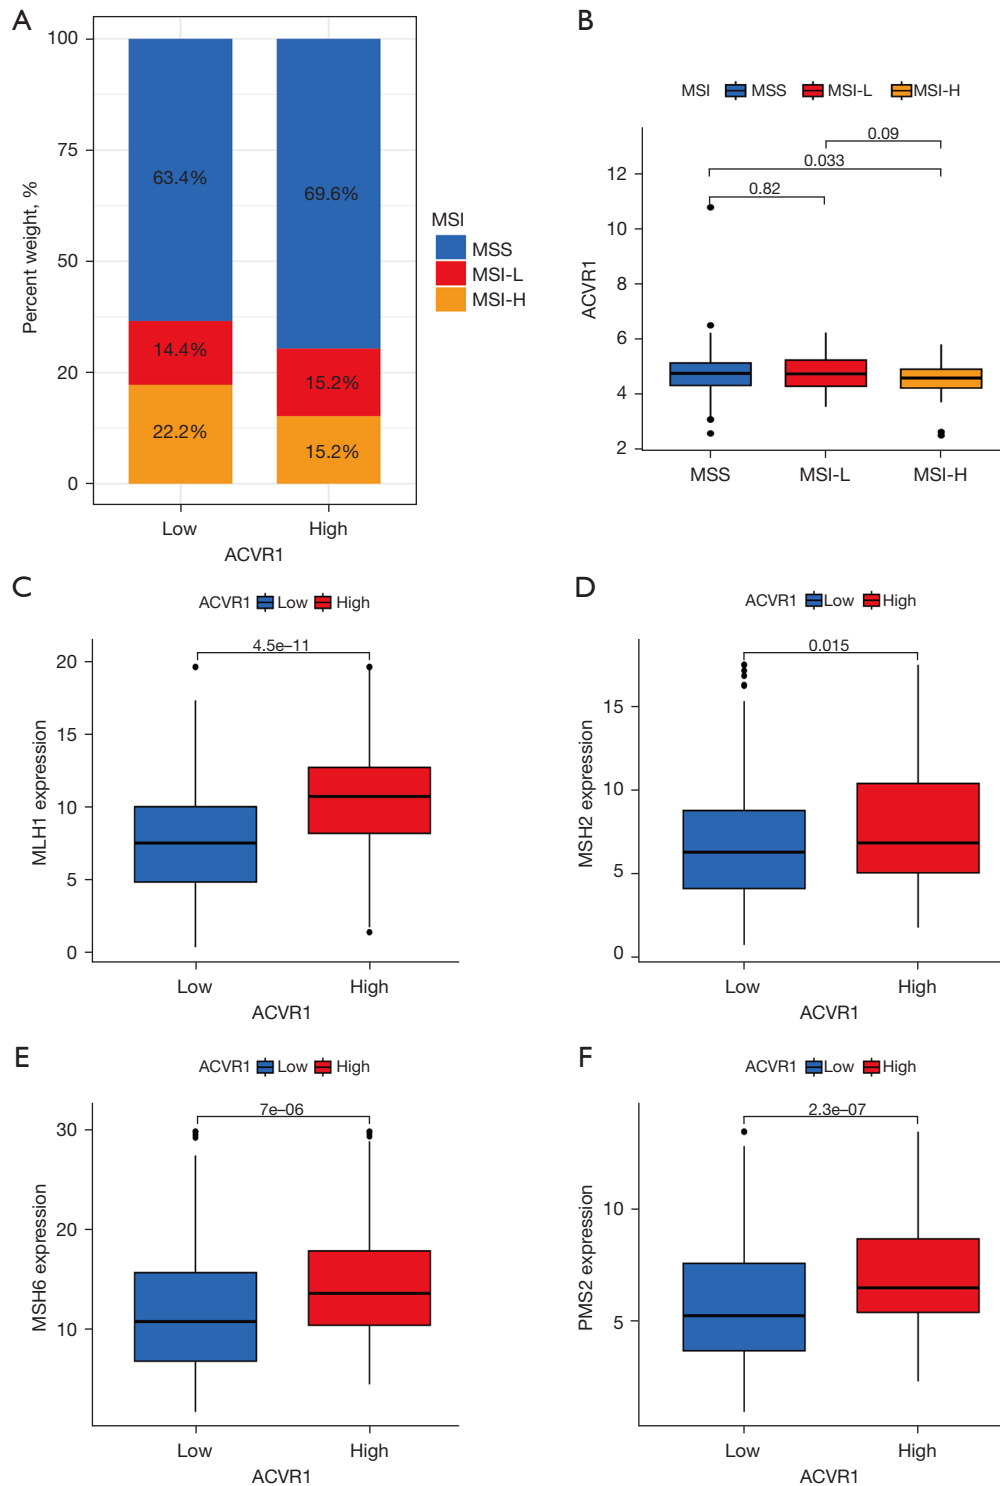 A
100
75
50
20
0
Percent weight, %
63.4%
14.4%
22.2%
69.6%
15.2%
15.2%
Low
High
ACVR1
MSI
MSS
MSI-L
MSI-H
B
MSI MSS MSI-L MSI-H
0.09
0.033
0.82
12
10
8
6
4
2
ACVR1
MSS MSI-L MSI-H
C
ACVR1 Low High
4.5e–11
20
15
10
5
0
MLH1 expression
Low High
ACVR1
D
ACVR1 Low High
0.015
15
10
5
0
MSH2 expression
Low High
ACVR1
E
ACVR1 Low High
7e–06
30
20
10
MSH6 expression
Low High
ACVR1
F
ACVR1 Low High
2.3e–07
10
5
PMS2 expression
Low High
ACVR1